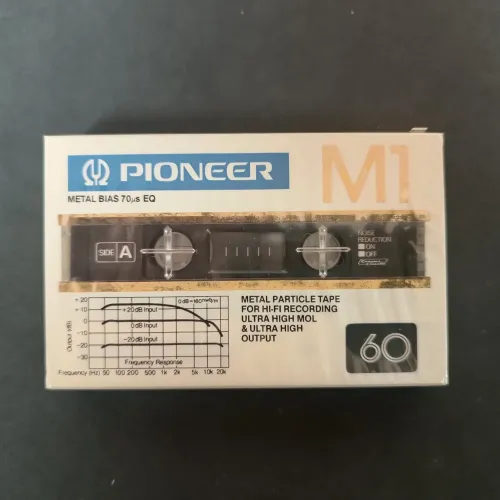 PIONEER
M1
METAL BIAS 70μs EQ
SIDE A
NOISE
REDUCTION
ON
OFF
METAL PARTICLE TAPE
FOR HI-FI RECORDING
ULTRA HIGH MOL
& ULTRA HIGH
OUTPUT
60
+20
+10
0
-10
-20
-30
Output (dB)
+20dB Input
0dB Input
-20dB Input
Frequency Response
Frequency (Hz) 50 100 200 500 1k 2k 5k 10k 20k